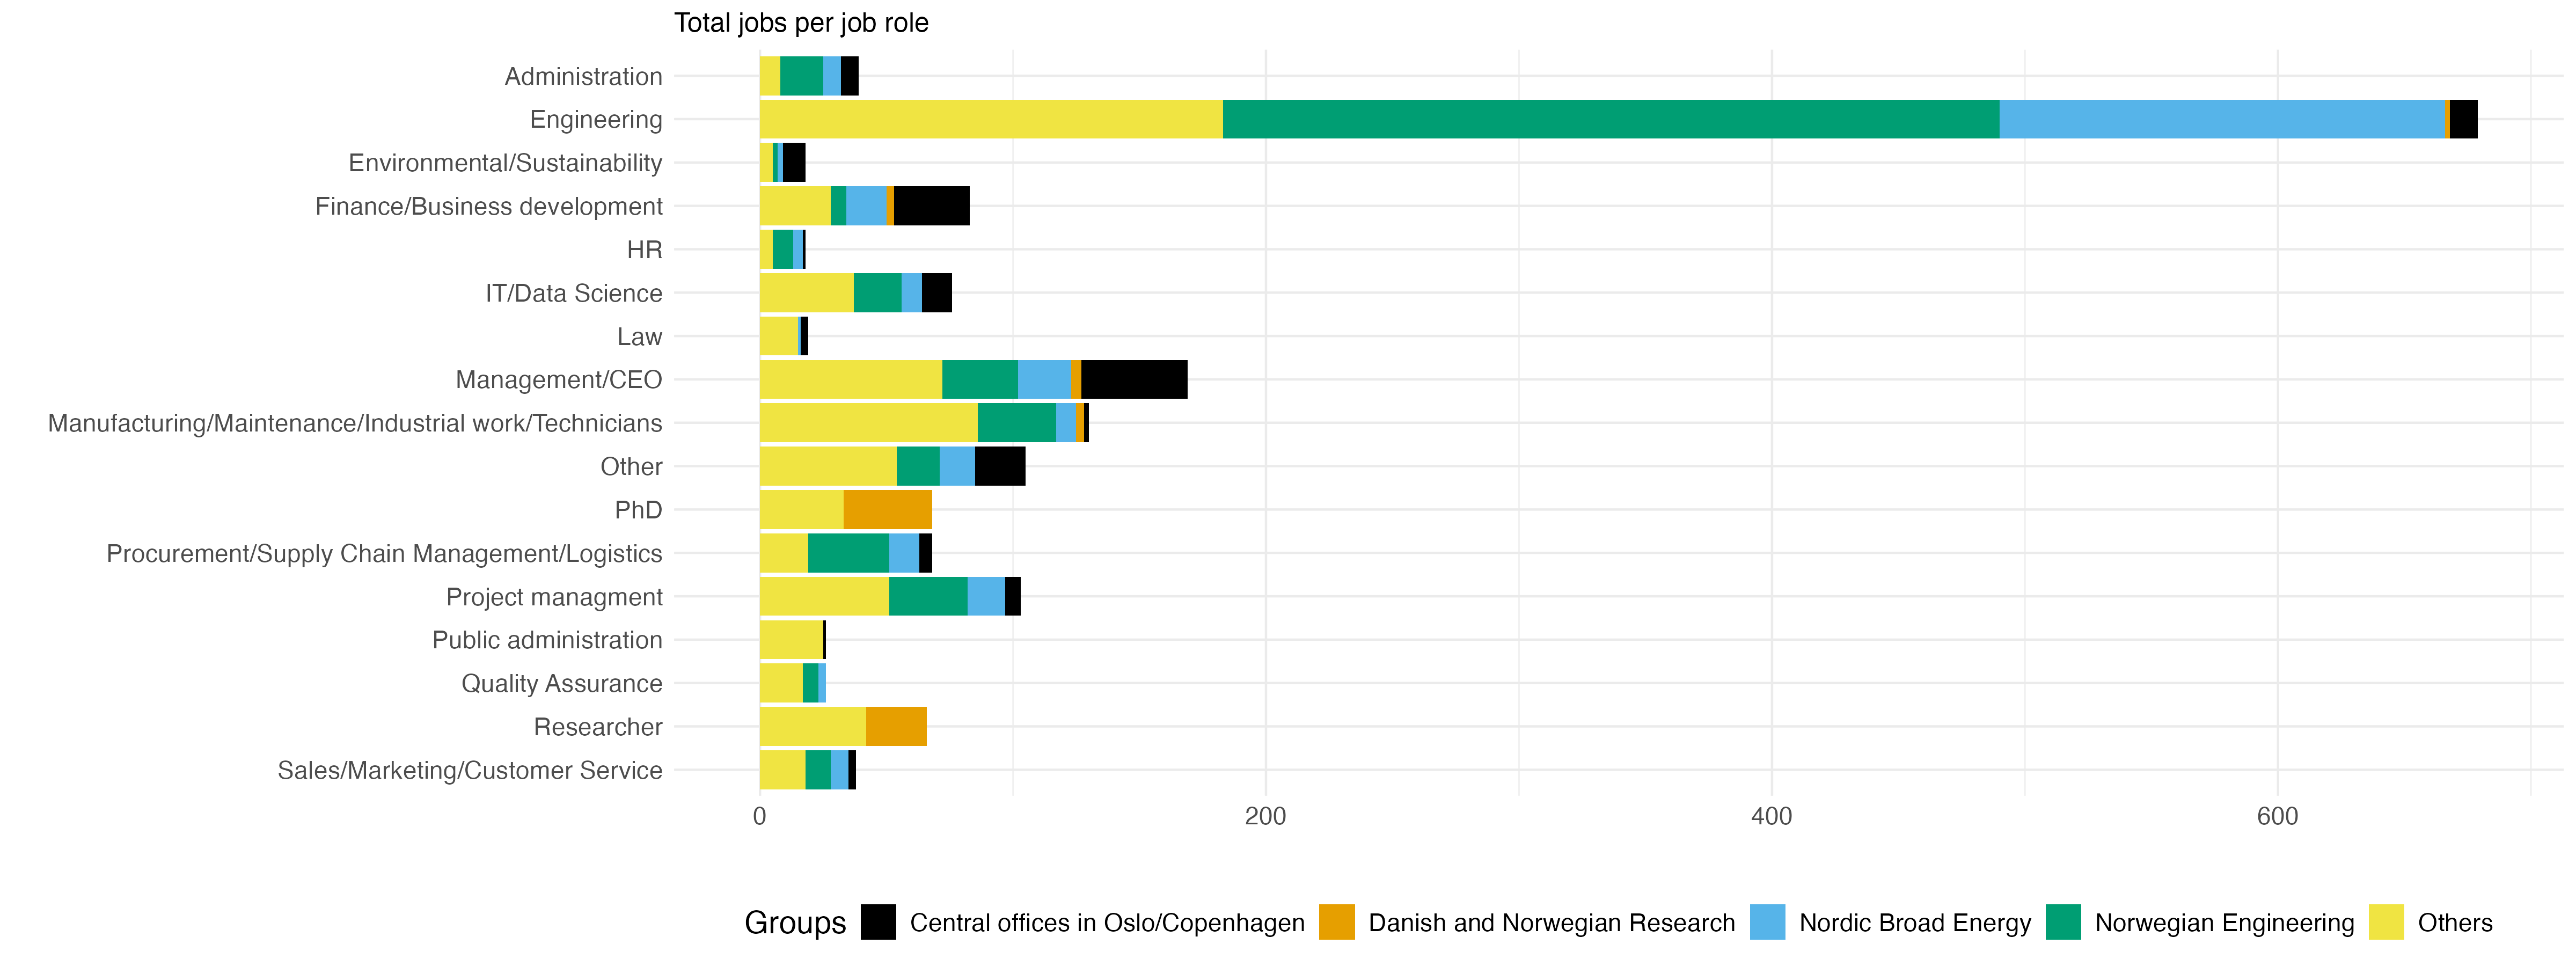 Total jobs per job role
Administration
Engineering
Environmental/Sustainability
Finance/Business development
HR
IT/Data Science
Law
Management/CEO
Manufacturing/Maintenance/Industrial work/Technicians
Other
PhD
Procurement/Supply Chain Management/Logistics
Project managment
Public administration
Quality Assurance
Researcher
Sales/Marketing/Customer Service
0 200 400 600
Groups Central offices in Oslo/Copenhagen Danish and Norwegian Research Nordic Broad Energy Norwegian Engineering Others